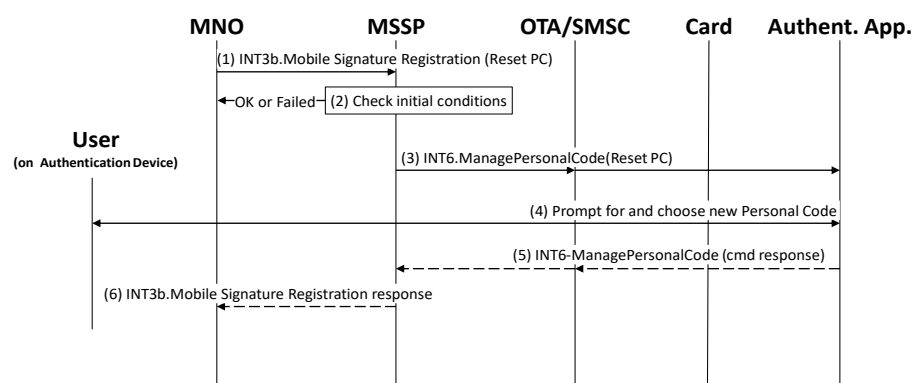 MNO MSSP OTA/SMSC Card Authent. App.
(1) INT3b.Mobile Signature Registration (Reset PC)
OK or Failed (2) Check initial conditions
User
(on Authentication Device)
(3) INT6.ManagePersonalCode(Reset PC)
(4) Prompt for and choose new Personal Code
(5) INT6-ManagePersonalCode (cmd response)
(6) INT3b.Mobile Signature Registration response